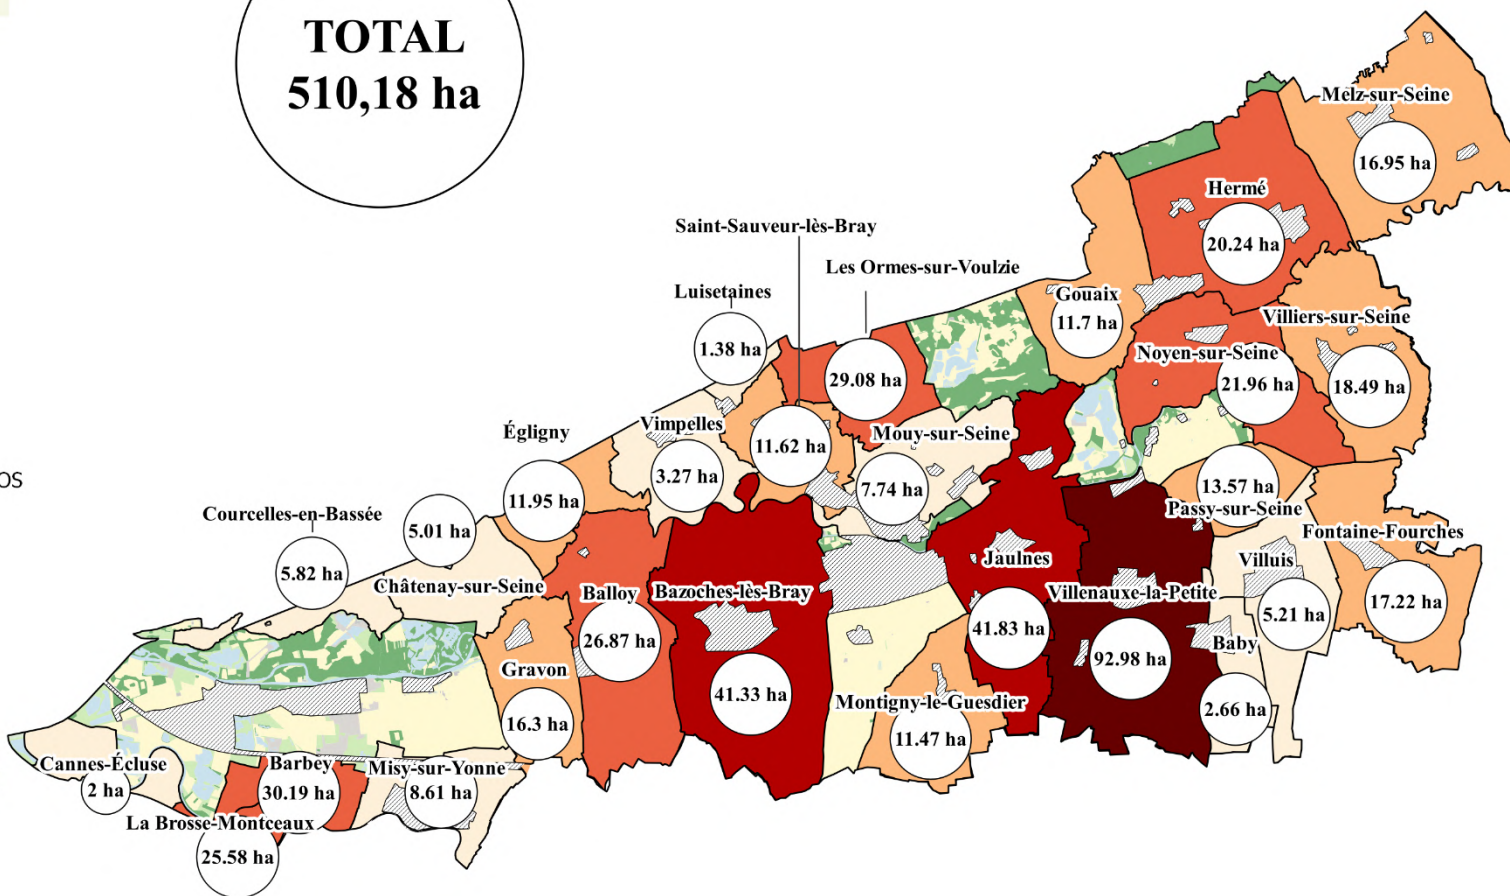 TOTAL
510,18 ha
Melz-sur-Seine
16.95 ha
Hermé
20.24 ha
Saint-Sauveur-lès-Bray
Les Ormes-sur-Voulzie
Luisetaines
Gouaix
11.7 ha
Villiers-sur-Seine
1.38 ha
Noyen-sur-Seine
29.08 ha
21.96 ha
18.49 ha
Égligny
Vimpelles
Mouy-sur-Seine
11.62 ha
3.27 ha
7.74 ha
os
11.95 ha
13.57 ha
Passy-sur-Seine
Courcelles-en-Bassée
5.01 ha
Fontaine-Fourches
5.82 ha
Châtenay-sur-Seine
Jaulnes
Villuis
Balloy
Bazoches-lès-Bray
Villenauxe-la-Petite
17.22 ha
5.21 ha
26.87 ha
41.83 ha
Baby
92.98 ha
Gravon
41.33 ha
Montigny-le-Guesdier
2.66 ha
16.3 ha
11.47 ha
Cannes-Écluse
Barbey
Misy-sur-Yonne
2 ha
30.19 ha
8.61 ha
La Brosse-Montceaux
25.58 ha